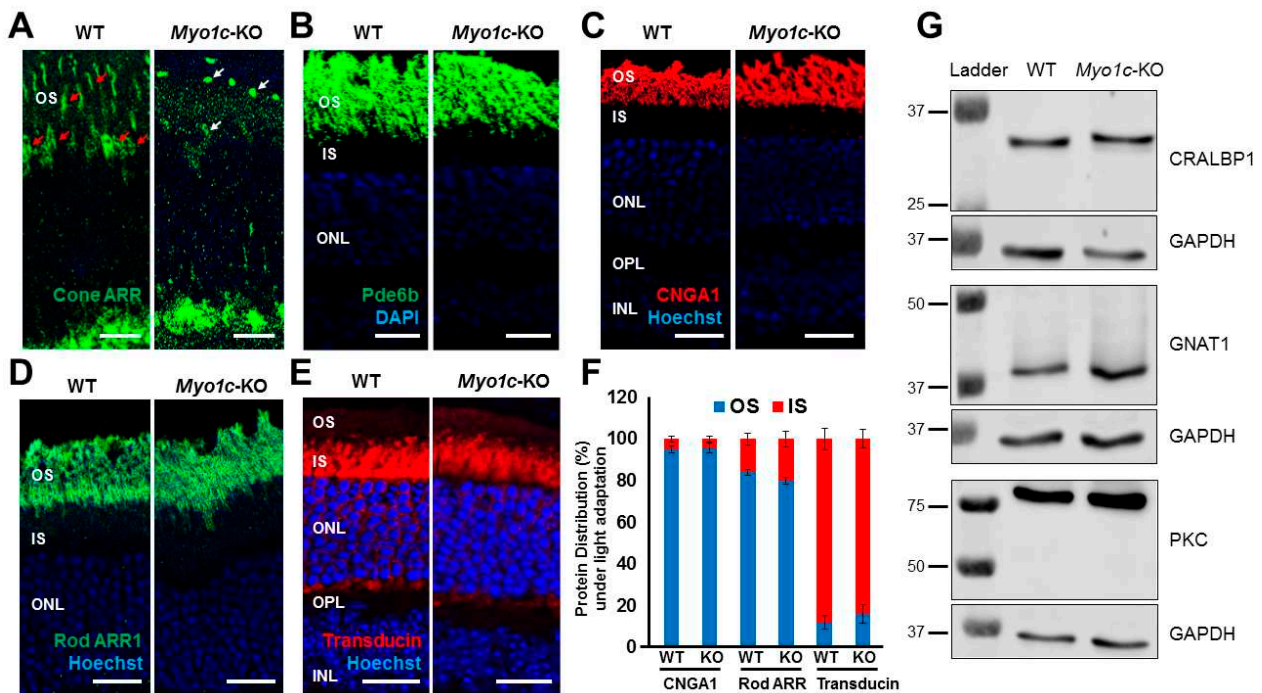 A
WT
Myo1c-KO
OS
Cone ARR
B
WT
Myo1c-KO
OS
IS
ONL
Pde6b
DAPI
C
WT
Myo1c-KO
OS
IS
ONL
OPL
INL
CNGA1
Hoechst
D
WT
Myo1c-KO
OS
IS
ONL
Rod ARR1
Hoechst
E
WT
Myo1c-KO
OS
IS
ONL
OPL
Transducin
Hoechst
INL
F
OS IS
Protein Distribution (%)
under light adaptation
120
100
80
60
40
20
0
WT KO WT KO WT KO
CNGA1 Rod ARR Transducin
G
Ladder WT Myo1c-KO
37
CRALBP1
25
37
GAPDH
50
GNAT1
37
37
GAPDH
75
PKC
50
37
GAPDH